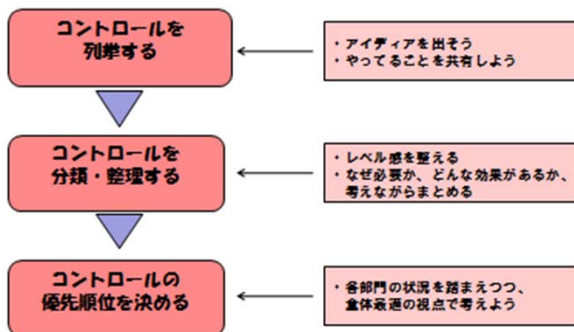 コントロールを
列挙する
・アイディアを出そう
・やってることを共有しよう
コントロールを
分類・整理する
・レベル感を整える
・なぜ必要か、どんな効果があるか、
考えながらまとめる
コントロールの
優先順位を決める
・各部門の状況を踏まえつつ、
全体最適の視点で考えよう